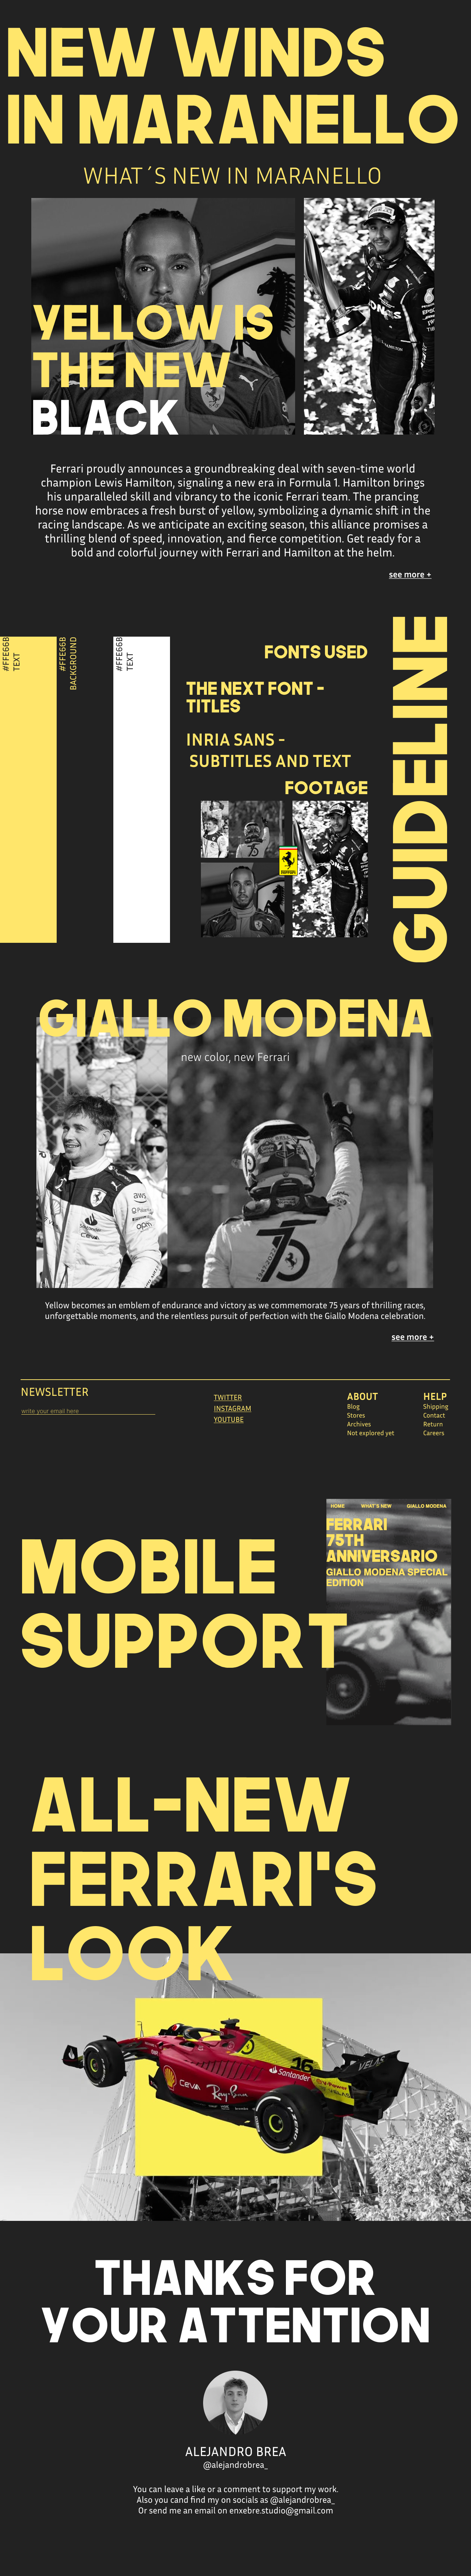 NEW WINDS
IN MARANELLO
WHAT´S NEW IN MARANELLO
YELLOW IS
THE NEW
BLACK
Ferrari proudly announces a groundbreaking deal with seven-time world
champion Lewis Hamilton, signaling a new era in Formula 1. Hamilton brings
his unparalleled skill and vibrancy to the iconic Ferrari team. The prancing
horse now embraces a fresh burst of yellow, symbolizing a dynamic shift in the
racing landscape. As we anticipate an exciting season, this alliance promises a
thrilling blend of speed, innovation, and fierce competition. Get ready for a
bold and colorful journey with Ferrari and Hamilton at the helm.
see more +
#FFE66B
TEXT
#FFE66B
BACKGROUND
#FFE66B
TEXT
FONTS USED
THE NEXT FONT -
TITLES
INRIA SANS -
SUBTITLES AND TEXT
FOOTAGE
Ferrari
GUIDELINE
GIALLO MODENA
new color, new Ferrari
aws
Santander
CEVA
75
Yellow becomes an emblem of endurance and victory as we commemorate 75 years of thrilling races,
unforgettable moments, and the relentless pursuit of perfection with the Giallo Modena celebration.
see more +
NEWSLETTER
write your email here
TWITTER
INSTAGRAM
YOUTUBE
ABOUT
Blog
Stores
Archives
Not explored yet
HELP
Shipping
Contact
Return
Careers
HOME
WHAT'S NEW
GIALLO MODENA
FERRARI
75TH
ANNIVERSARIO
GIALLO MODENA SPECIAL
EDITION
MOBILE
SUPPORT
ALL-NEW
FERRARI'S
LOOK
16
Santander
VELAS
CEVA
Ray-Ban
THANKS FOR
YOUR ATTENTION
ALEJANDRO BREA
@alejandrobrea_
You can leave a like or a comment to support my work.
Also you cand find my on socials as @alejandrobrea_
Or send me an email on enxebre.studio@gmail.com